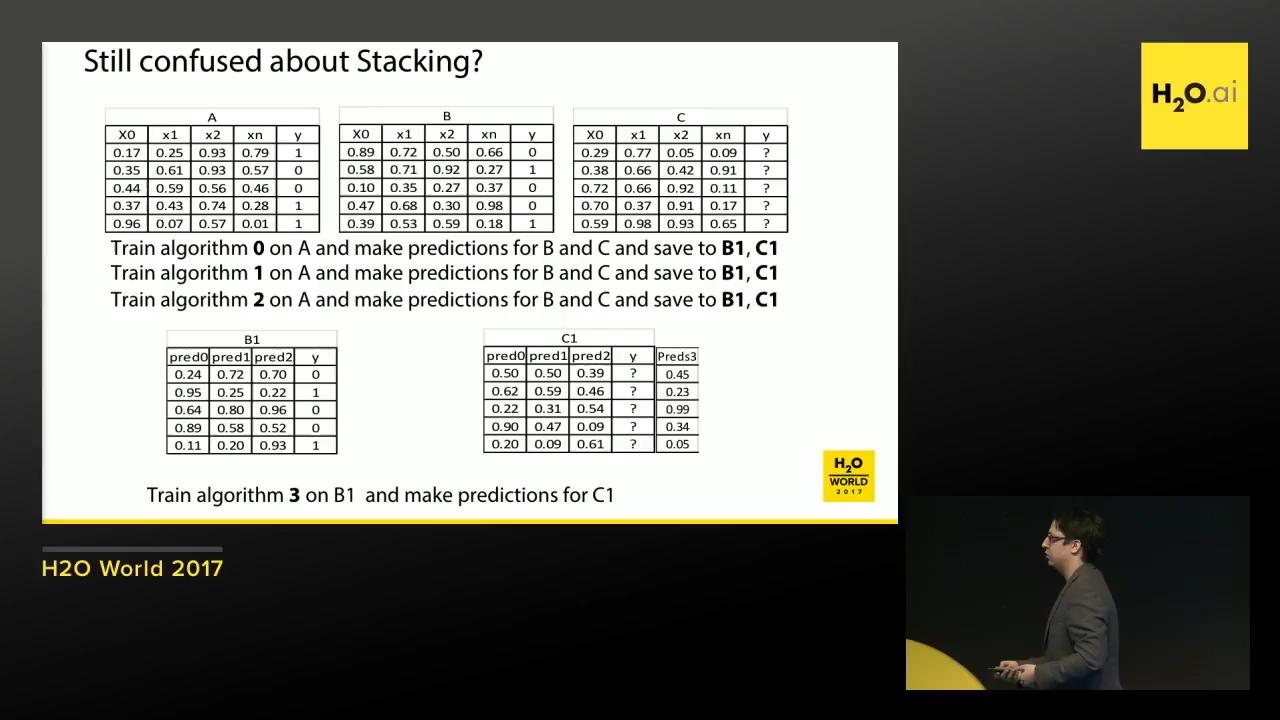 Still confused about Stacking?
H2O.ai
A
X0 x1 x2 xn y
0.17 0.25 0.93 0.79 1
0.35 0.61 0.93 0.57 0
0.44 0.59 0.56 0.46 0
0.37 0.43 0.74 0.28 1
0.96 0.07 0.57 0.01 1
B
X0 x1 x2 xn y
0.89 0.72 0.50 0.66 0
0.58 0.71 0.92 0.27 1
0.10 0.35 0.27 0.37 0
0.47 0.68 0.30 0.98 0
0.39 0.53 0.59 0.18 1
C
X0 x1 x2 xn y
0.29 0.77 0.05 0.09 ?
0.38 0.66 0.42 0.91 ?
0.72 0.66 0.92 0.11 ?
0.70 0.37 0.91 0.17 ?
0.59 0.98 0.93 0.65 ?
Train algorithm 0 on A and make predictions for B and C and save to B1, C1
Train algorithm 1 on A and make predictions for B and C and save to B1, C1
Train algorithm 2 on A and make predictions for B and C and save to B1, C1
B1
pred0 pred1 pred2 y
0.24 0.72 0.70 0
0.95 0.25 0.22 1
0.64 0.80 0.96 0
0.89 0.58 0.52 0
0.11 0.20 0.93 1
C1
pred0 pred1 pred2 y Preds3
0.50 0.50 0.39 ? 0.45
0.62 0.59 0.46 ? 0.23
0.22 0.31 0.54 ? 0.99
0.90 0.47 0.09 ? 0.34
0.20 0.09 0.61 ? 0.05
Train algorithm 3 on B1 and make predictions for C1
H2O
WORLD
2017
H2O World 2017